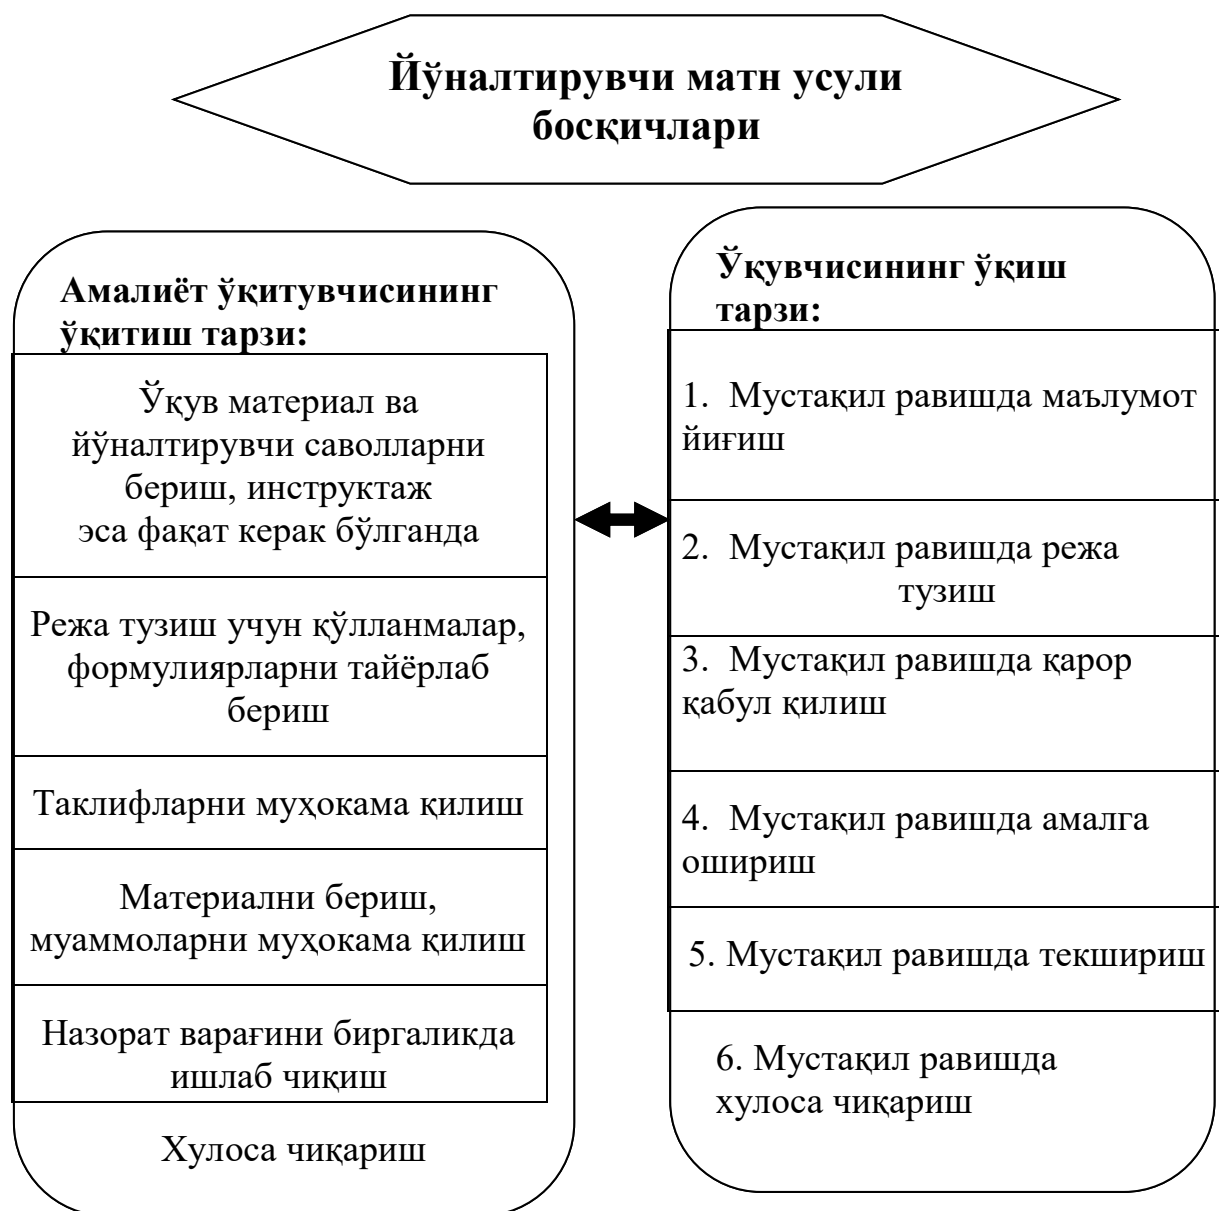 Йўналтирувчи матн усули
босқичлари
Амалиёт ўқитувчисининг
ўқитиш тарзи:
Ўқув материал ва
йўналтирувчи саволларни
бериш, инструктаж
эса фақат керак бўлганда
Режа тузиш учун қўлланмалар,
формулиярларни тайёрлаб
бериш
Таклифларни муҳокама қилиш
Материални бериш,
муаммоларни муҳокама қилиш
Назорат варағини биргаликда
ишлаб чиқиш
Хулоса чиқариш
Ўқувчисининг ўқиш
тарзи:
1. Мустақил равишда маълумот
йиғиш
2. Мустақил равишда режа
тузиш
3. Мустақил равишда қарор
қабул қилиш
4. Мустақил равишда амалга
ошириш
5. Мустақил равишда текшириш
6. Мустақил равишда
хулоса чиқариш